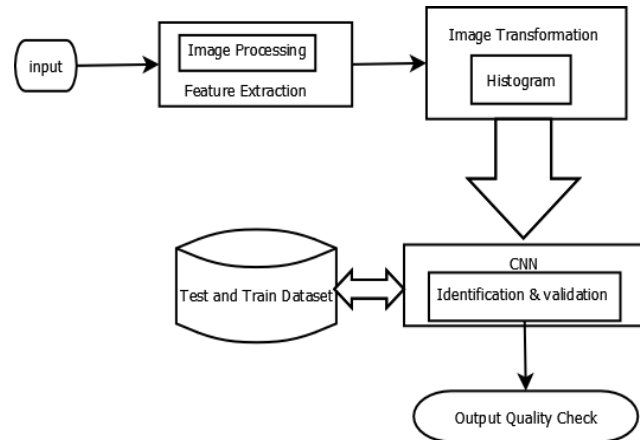 input
Image Processing
Feature Extraction
Image Transformation
Histogram
CNN
Identification & validation
Test and Train Dataset
Output Quality Check